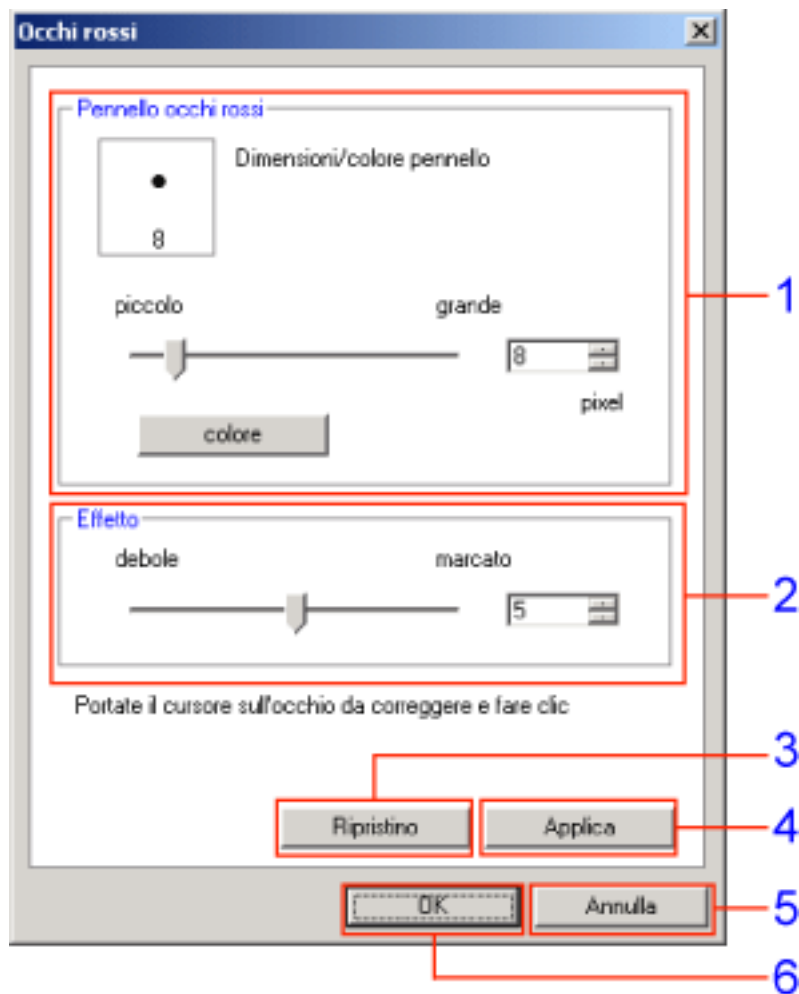 Occhi rossi
Pennello occhi rossi
Dimensioni/colore pennello
8
1
piccolo grande
8
pixel
colore
Effetto
debole marcato
2
5
Portate il cursore sull'occhio da correggere e fare clic
3
Ripristino Applica 4
OK Annulla 5
6